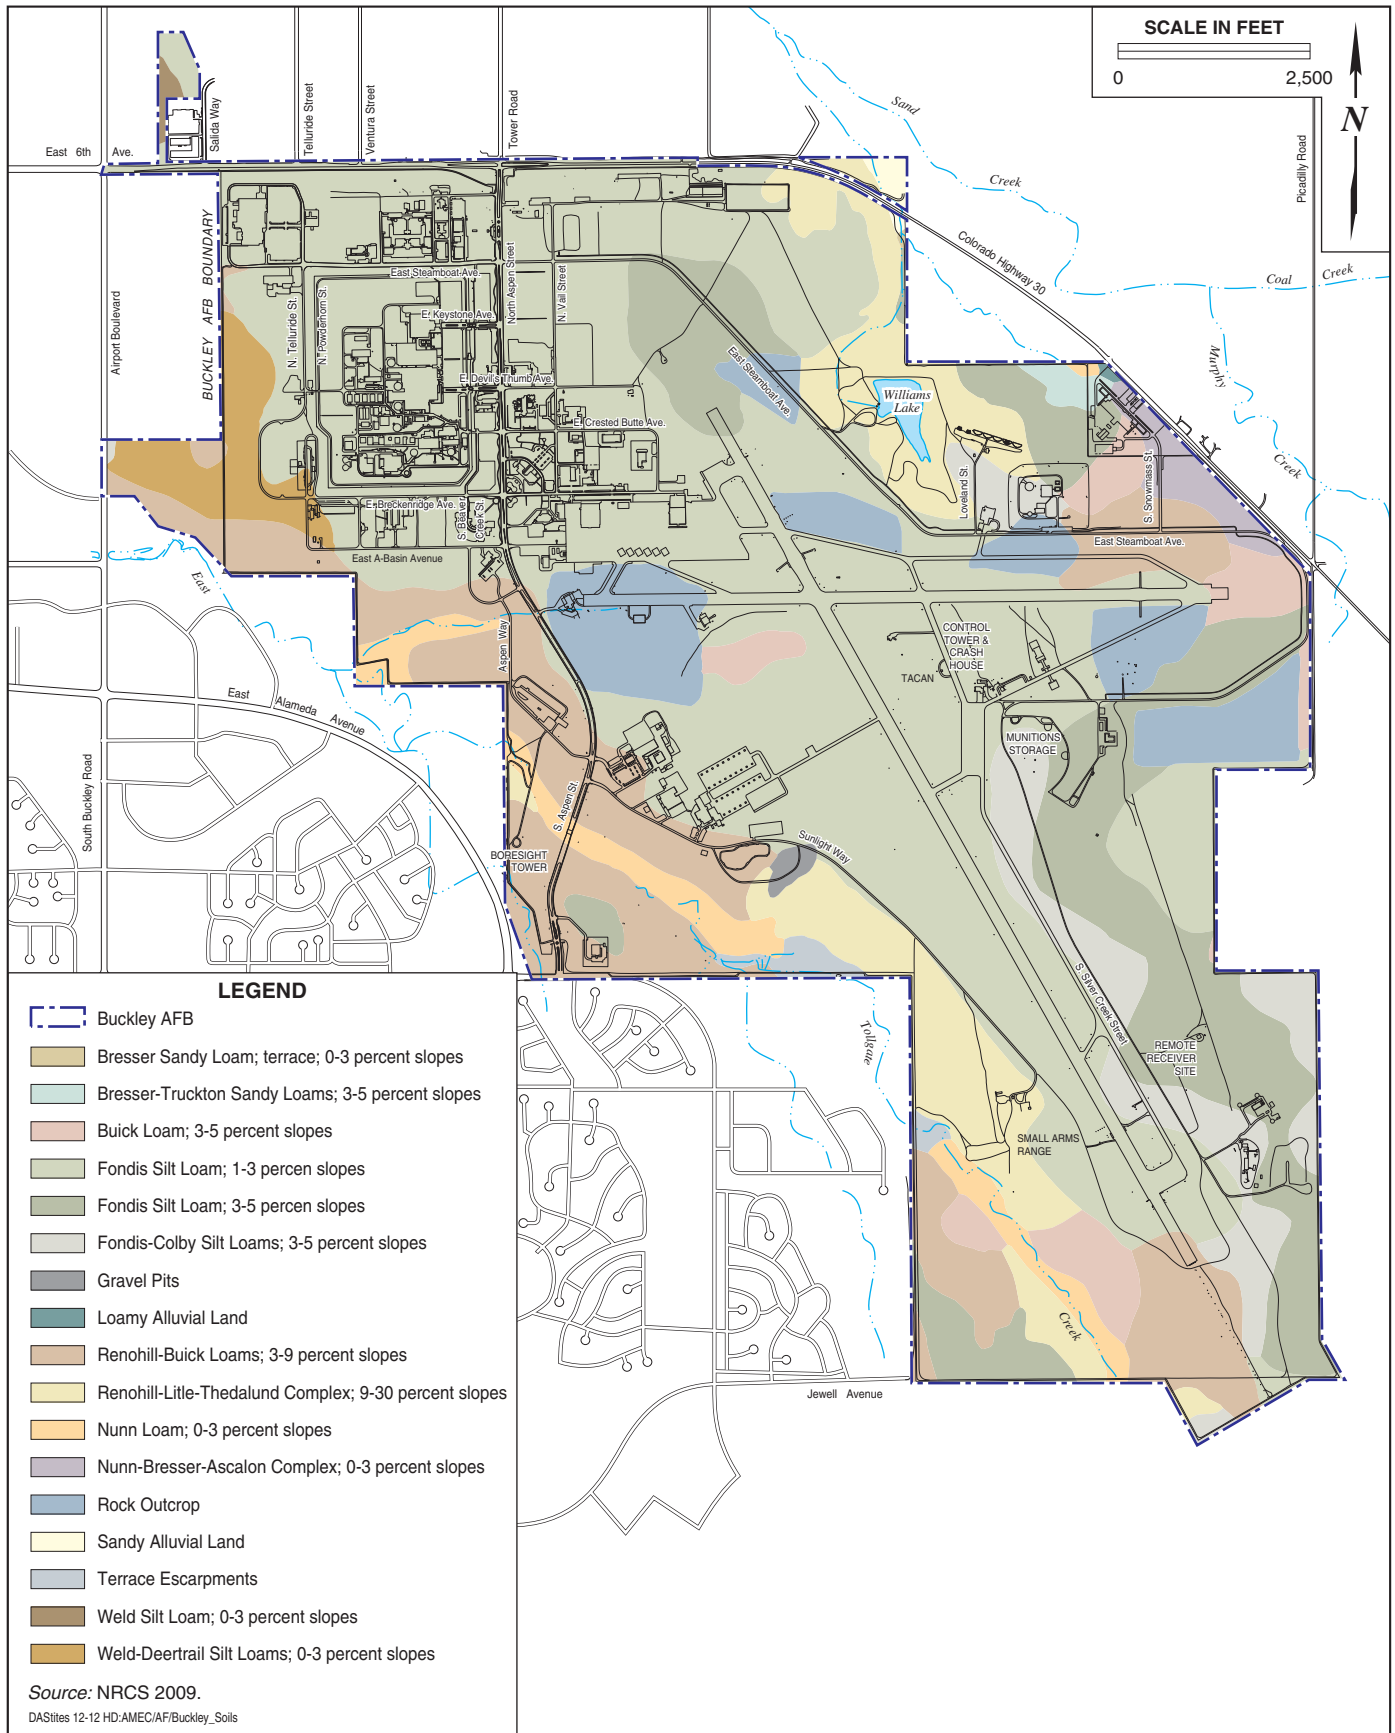 SCALE IN FEET
0
2,500
N
Sand
Creek
Picadilly Road
Salida Way
Telluride Street
Ventura Street
Tower Road
East 6th
Ave.
Colorado Highway 30
Coal
Creek
Murphy
Creek
BUCKLEY AFB BOUNDARY
Airport Boulevard
East Steamboat Ave.
North Aspen Street
N. Vail Street
N. Telluride St.
N. Powderhorn St.
E. Keystone Ave.
East Steamboat Ave.
E. Devil's Thumb Ave.
Williams
Lake
E. Crested Butte Ave.
Loveland St.
S. Snowmass St.
E. Breckenridge Ave.
S. Beaver
Creek St.
East Steamboat Ave.
East A-Basin Avenue
East
Aspen Way
CONTROL
TOWER &
CRASH
HOUSE
TACAN
East
Alameda
Avenue
MUNITIONS
STORAGE
South Buckley Road
S. Aspen St.
Sunlight Way
BORESIGHT
TOWER
S. Silver Creek Street
Tollgate
REMOTE
RECEIVER
SITE
SMALL ARMS
RANGE
Creek
Jewell Avenue
LEGEND
Buckley AFB
Bresser Sandy Loam; terrace; 0-3 percent slopes
Bresser-Truckton Sandy Loams; 3-5 percent slopes
Buick Loam; 3-5 percent slopes
Fondis Silt Loam; 1-3 percen slopes
Fondis Silt Loam; 3-5 percen slopes
Fondis-Colby Silt Loams; 3-5 percent slopes
Gravel Pits
Loamy Alluvial Land
Renohill-Buick Loams; 3-9 percent slopes
Renohill-Litle-Thedalund Complex; 9-30 percent slopes
Nunn Loam; 0-3 percent slopes
Nunn-Bresser-Ascalon Complex; 0-3 percent slopes
Rock Outcrop
Sandy Alluvial Land
Terrace Escarpments
Weld Silt Loam; 0-3 percent slopes
Weld-Deertrail Silt Loams; 0-3 percent slopes
Source: NRCS 2009.
DAStites 12-12 HD:AMEC/AF/Buckley_Soils